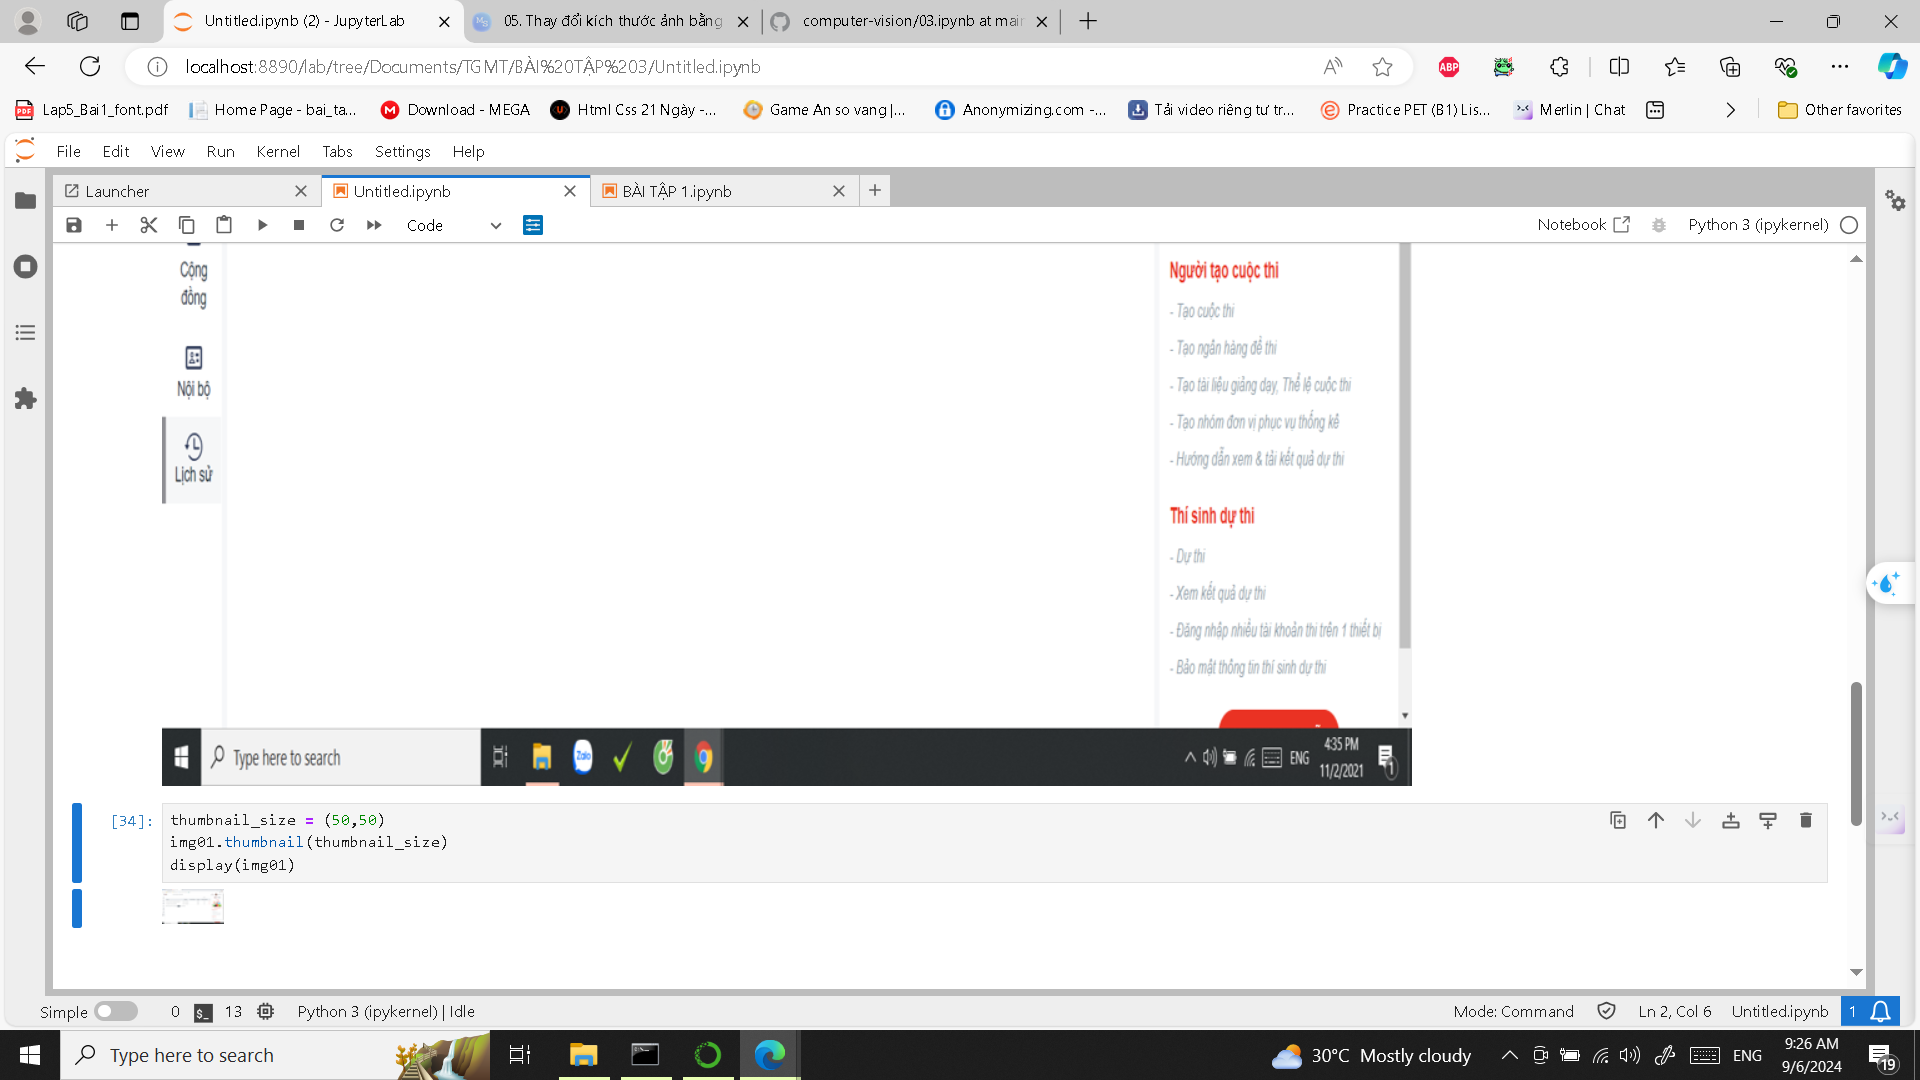 Untitled.ipynb (2) - JupyterLab
05. Thay đổi kích thước ảnh bằng
computer-vision/03.ipynb at mair
localhost:8890/lab/tree/Documents/TGMT/BÀI%20TẬP%203/Untitled.ipynb
Lap5_Bai1_font.pdf
Home Page - bai_ta...
Download - MEGA
Html Css 21 Ngày -...
Game An so vang |...
Anonymizing.com -...
Tải video riêng tư tr...
Practice PET (B1) Lis...
Merlin | Chat
Other favorites
File Edit View Run Kernel Tabs Settings Help
Launcher
Untitled.ipynb
BÀI TẬP 1.ipynb
Code
Notebook
Python 3 (ipykernel)
Cộng
đồng
Nội bộ
Lịch sử
Người tạo cuộc thi
- Tạo cuộc thi
- Tạo ngân hàng đề thi
- Tạo tài liệu giảng dạy, Thể lệ cuộc thi
- Tạo nhóm đơn vị phục vụ thống kê
- Hướng dẫn xem & tải kết quả dự thi
Thí sinh dự thi
- Dự thi
- Xem kết quả dự thi
- Đăng nhập nhiều tài khoản thi trên 1 thiết bị
- Bảo mật thông tin thí sinh dự thi
Type here to search
Zalo
ENG
4:35 PM
11/2/2021
1
[34]:
thumbnail_size = (50,50)
img01.thumbnail(thumbnail_size)
display(img01)
Simple
0
13
Python 3 (ipykernel) | Idle
Mode: Command
Ln 2, Col 6
Untitled.ipynb
1
Type here to search
30°C Mostly cloudy
ENG
9:26 AM
9/6/2024
19
ABP